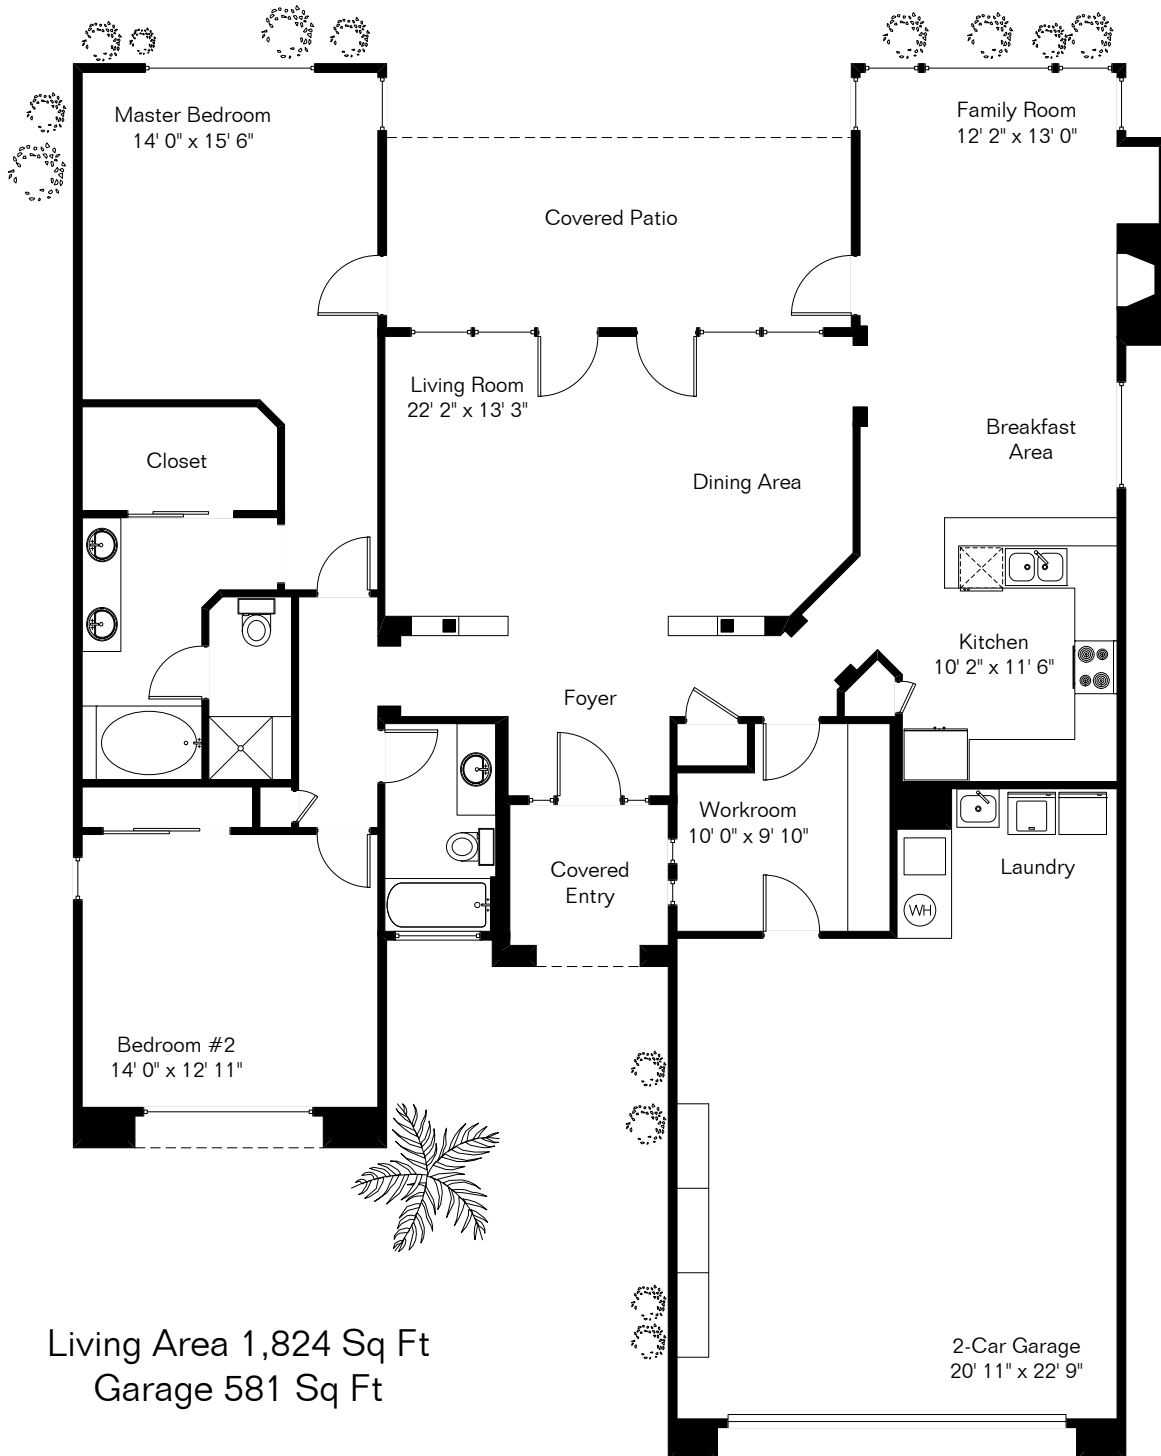 Master Bedroom
14' 0" x 15' 6"
Family Room
12' 2" x 13' 0"
Covered Patio
Living Room
22' 2" x 13' 3"
Breakfast
Area
Closet
Dining Area
Kitchen
10' 2" x 11' 6"
Foyer
Workroom
10' 0" x 9' 10"
Covered
Entry
Laundry
WH
Bedroom #2
14' 0" x 12' 11"
Living Area 1,824 Sq Ft
Garage 581 Sq Ft
2-Car Garage
20' 11" x 22' 9"